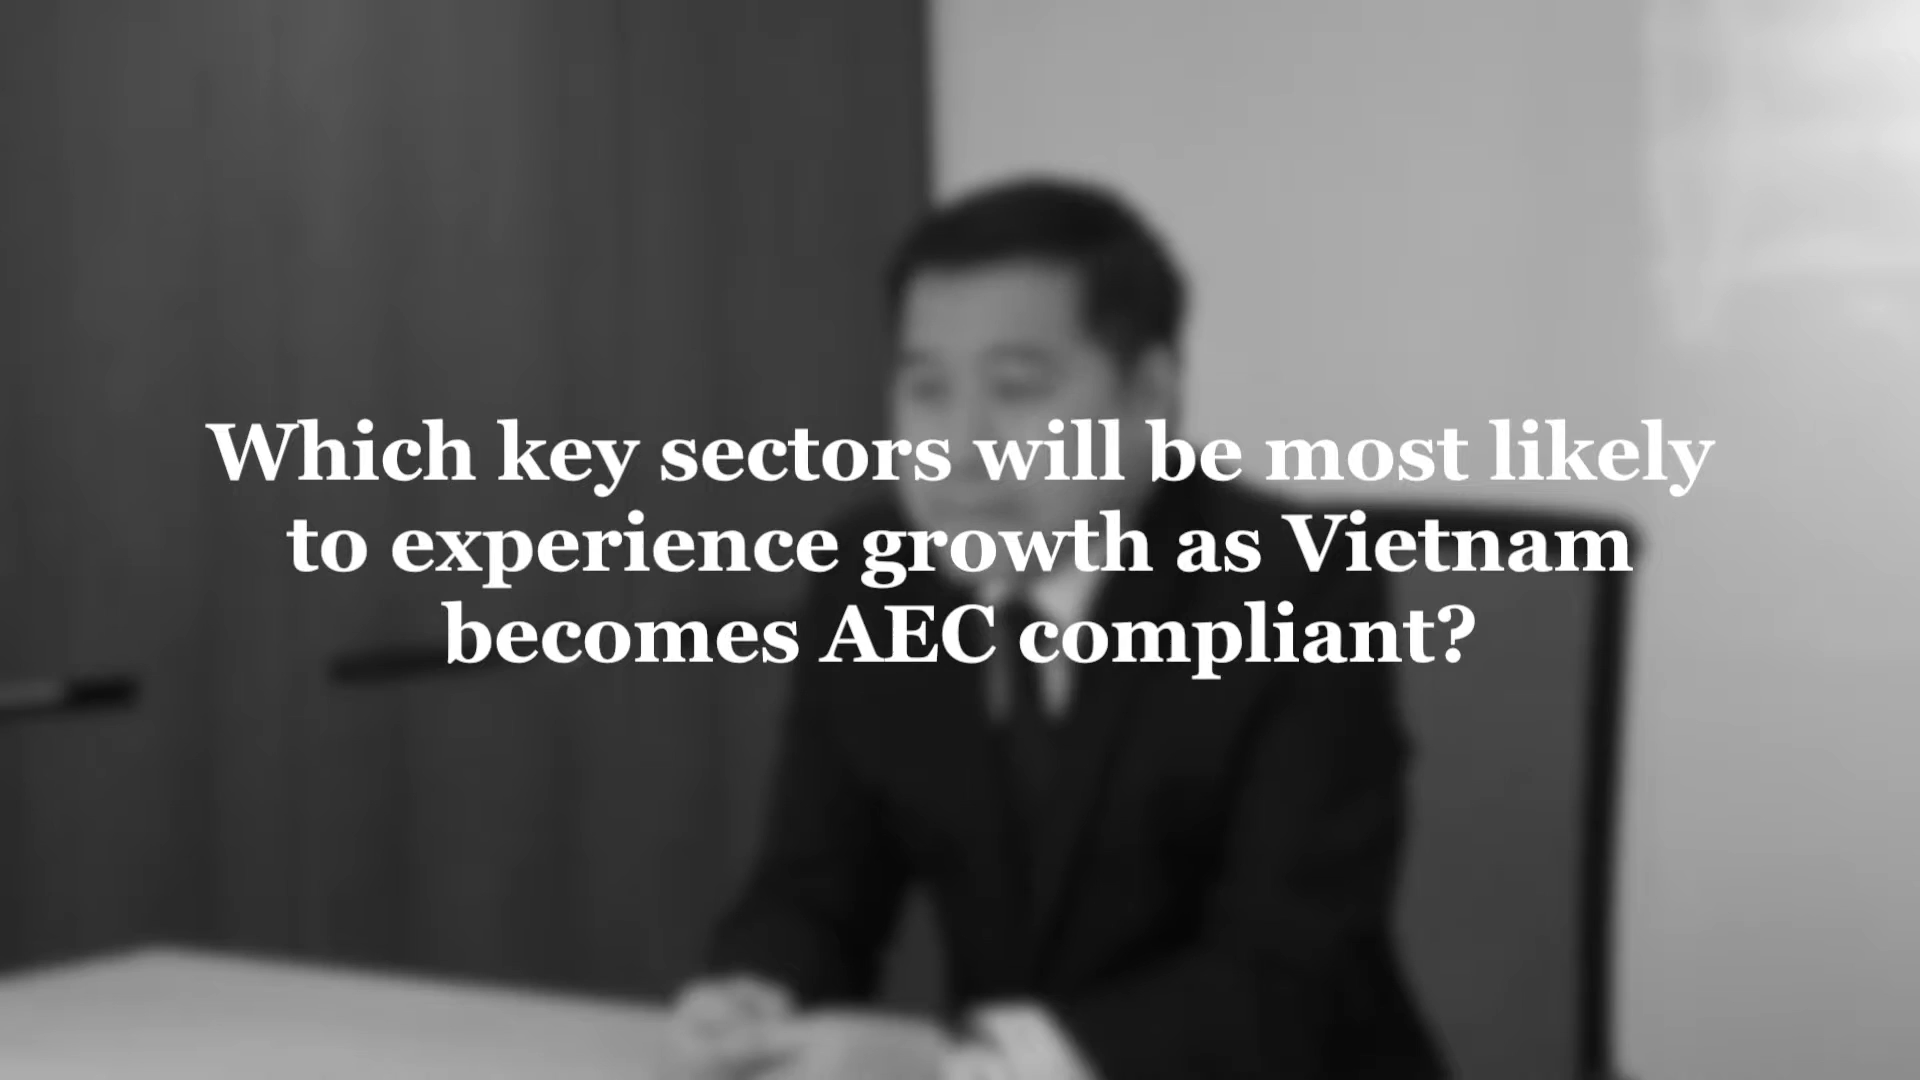 Which key sectors will be most likely
to experience growth as Vietnam
becomes AEC compliant?